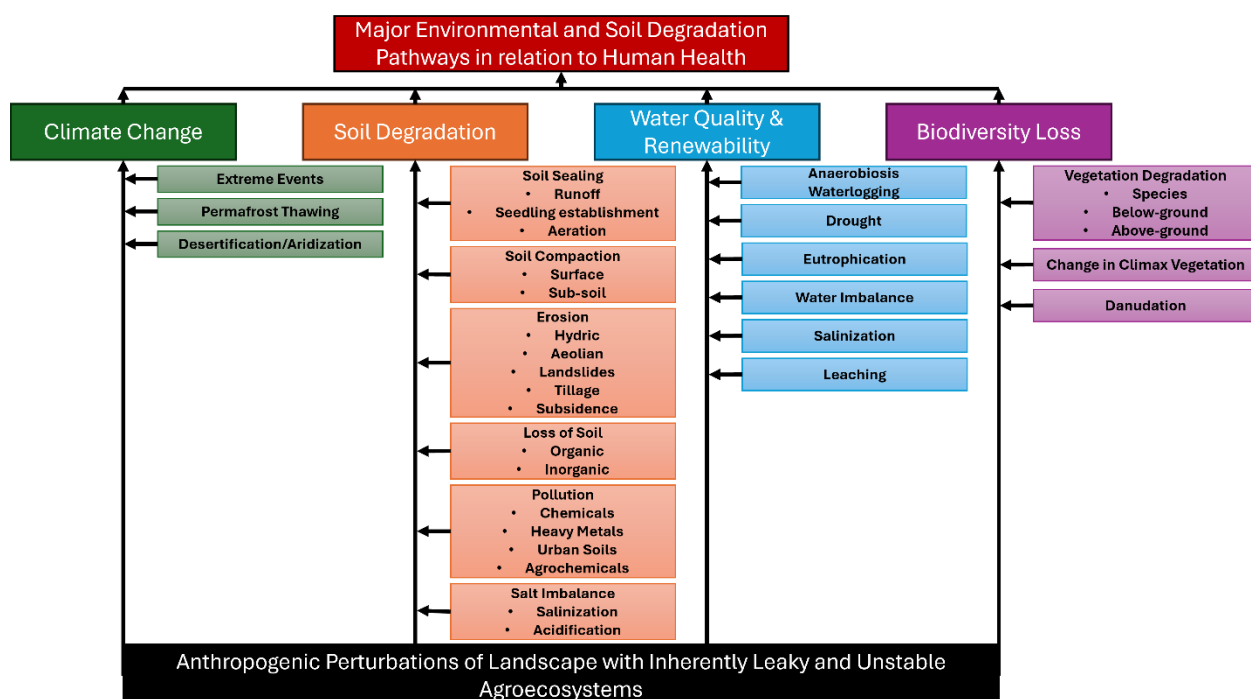 Major Environmental and Soil Degradation
Pathways in relation to Human Health
Climate Change
Soil Degradation
Water Quality &
Renewability
Biodiversity Loss
Extreme Events
Permafrost Thawing
Desertification/Aridization
Soil Sealing
• Runoff
• Seedling establishment
• Aeration
Soil Compaction
• Surface
• Sub-soil
Erosion
• Hydric
• Aeolian
• Landslides
• Tillage
• Subsidence
Loss of Soil
• Organic
• Inorganic
Pollution
• Chemicals
• Heavy Metals
• Urban Soils
• Agrochemicals
Salt Imbalance
• Salinization
• Acidification
Anaerobiosis
Waterlogging
Drought
Eutrophication
Water Imbalance
Salinization
Leaching
Vegetation Degradation
• Species
• Below-ground
• Above-ground
Change in Climax Vegetation
Danudation
Anthropogenic Perturbations of Landscape with Inherently Leaky and Unstable
Agroecosystems